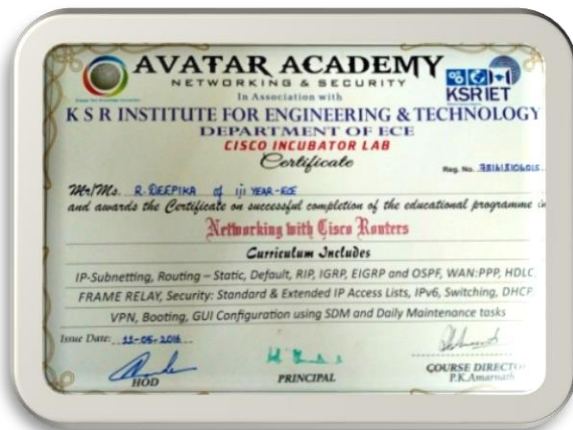 AVATAR ACADEMY
NETWORKING & SECURITY
In Association with
KSRIET
K S R INSTITUTE FOR ENGINEERING & TECHNOLOGY
DEPARTMENT OF ECE
CISCO INCUBATOR LAB
Certificate
Reg. No.
Mr/Ms. R. DEEPIKA of iii YEAR-ECE
and awards the Certificate on successful completion of the educational programme in
Networking with Cisco Routers
Curriculum Includes
IP-Subnetting, Routing – Static, Default, RIP, IGRP, EIGRP and OSPF, WAN:PPP, HDLC,
FRAME RELAY, Security: Standard & Extended IP Access Lists, IPv6, Switching, DHCP,
VPN, Booting, GUI Configuration using SDM and Daily Maintenance tasks
Issue Date:
HOD
PRINCIPAL
COURSE DIRECTOR
P.K.Amarnath